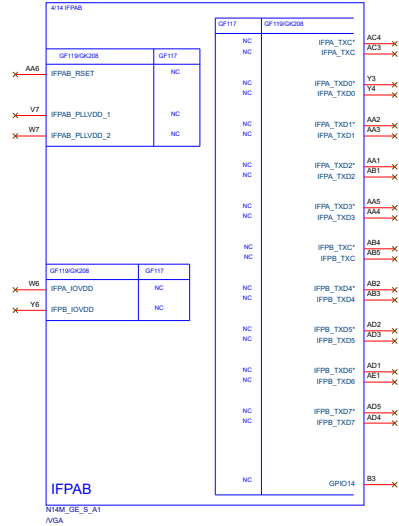 4/14 IFPAB
GF117 GF119/GK208
NC IFPA_TXC* AC4
NC IFPA_TXC AC3
GF119/GK208 GF117
AA6 IFPAB_RSET NC
NC IFPA_TXD0* Y3
NC IFPA_TXD0 Y4
V7 IFPAB_PLLVDD_1 NC
W7 IFPAB_PLLVDD_2 NC
NC IFPA_TXD1* AA2
NC IFPA_TXD1 AA3
NC IFPA_TXD2* AA1
NC IFPA_TXD2 AB1
NC IFPA_TXD3* AA5
NC IFPA_TXD3 AA4
NC IFPB_TXC* AB4
NC IFPB_TXC AB5
GF119/GK208 GF117
W6 IFPA_IOVDD NC
Y6 IFPB_IOVDD NC
NC IFPB_TXD4* AB2
NC IFPB_TXD4 AB3
NC IFPB_TXD5* AD2
NC IFPB_TXD5 AD3
NC IFPB_TXD6* AD1
NC IFPB_TXD6 AE1
NC IFPB_TXD7* AD5
NC IFPB_TXD7 AD4
NC GPIO14 B3
IFPAB
N14M_GE_S_A1
/VGA